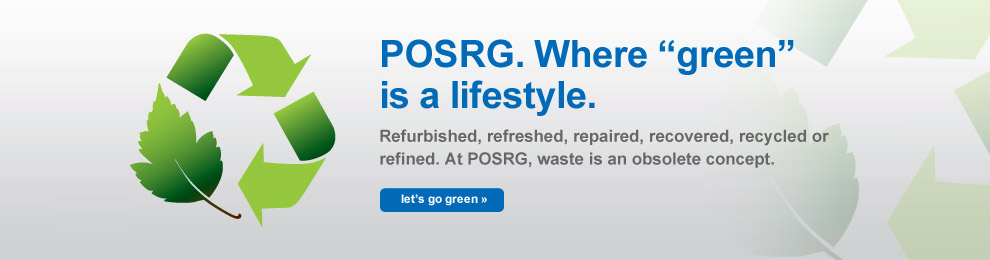 POSRG. Where “green”
is a lifestyle.
Refurbished, refreshed, repaired, recovered, recycled or
refined. At POSRG, waste is an obsolete concept.
let’s go green »